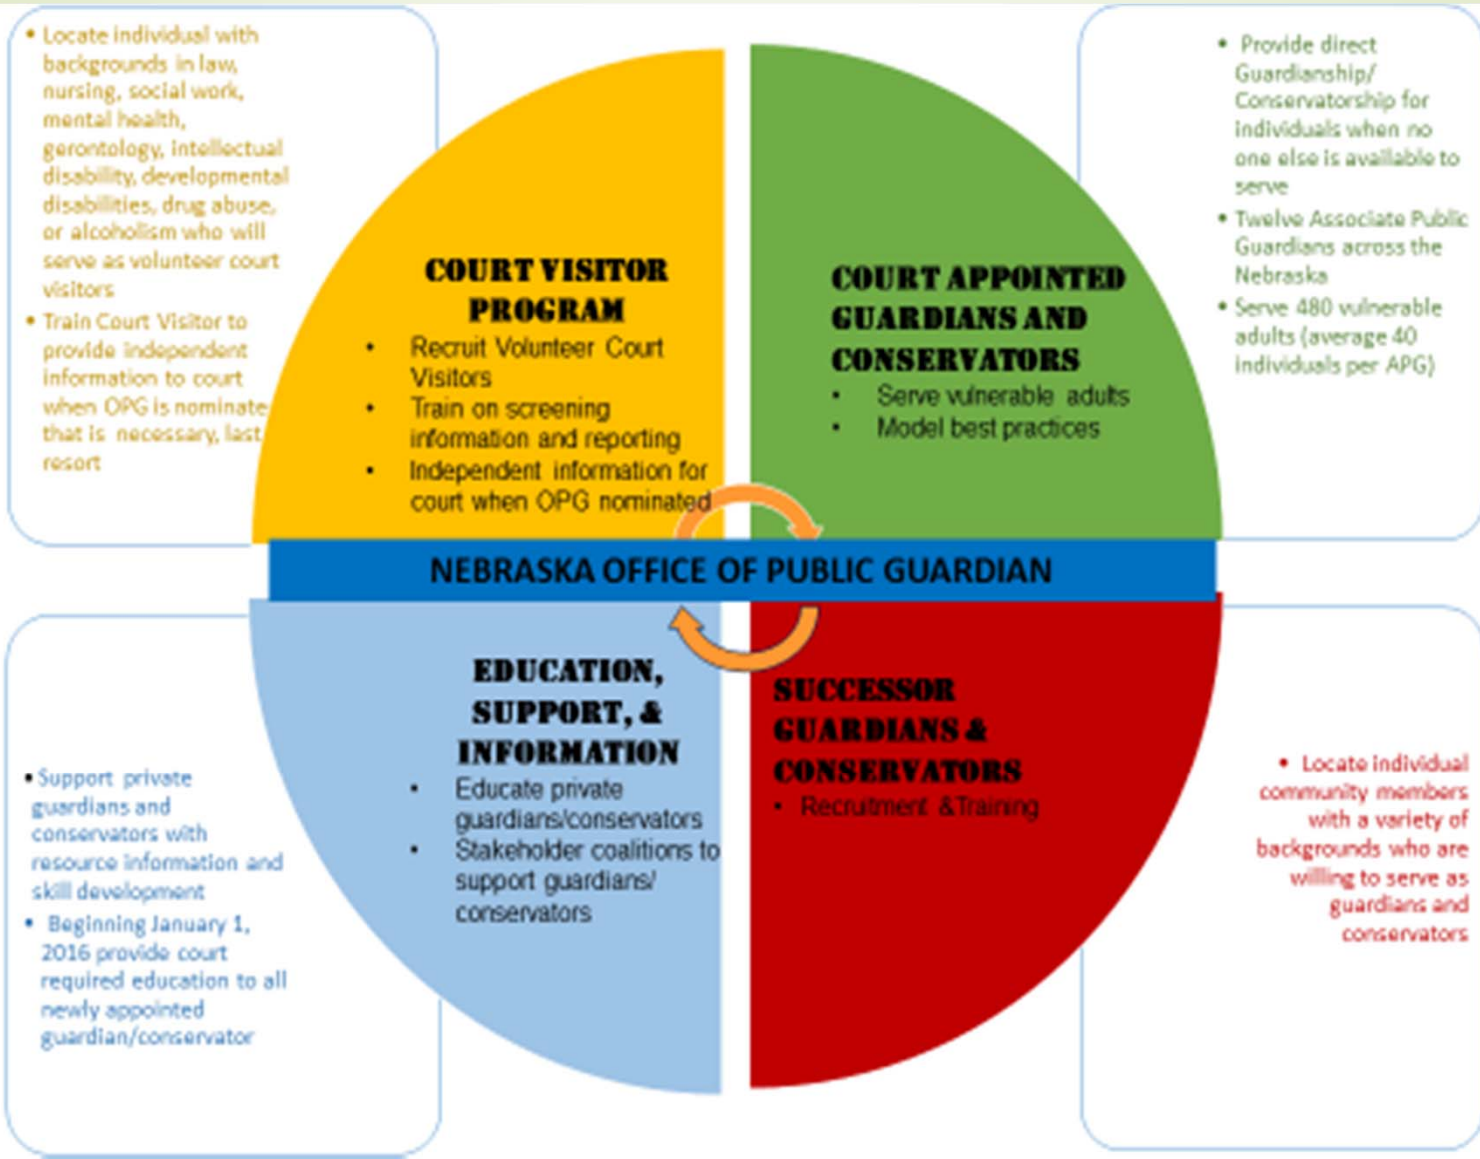 • Locate individual with
backgrounds in law,
nursing, social work,
mental health,
gerontology, intellectual
disability, developmental
disabilities, drug abuse,
or alcoholism who will
serve as volunteer court
visitors
• Train Court Visitor to
provide independent
information to court
when OPG is nominate
that is necessary, last
resort
COURT VISITOR
PROGRAM
• Recruit Volunteer Court
Visitors
• Train on screening
information and reporting
• Independent information for
court when OPG nominated
COURT APPOINTED
GUARDIANS AND
CONSERVATORS
• Serve vulnerable adults
• Model best practices
• Provide direct
Guardianship/
Conservatorship for
individuals when no
one else is available to
serve
• Twelve Associate Public
Guardians across the
Nebraska
• Serve 480 vulnerable
adults (average 40
individuals per APG)
NEBRASKA OFFICE OF PUBLIC GUARDIAN
• Support private
guardians and
conservators with
resource information and
skill development
• Beginning January 1,
2016 provide court
required education to all
newly appointed
guardian/conservator
EDUCATION,
SUPPORT, &
INFORMATION
• Educate private
guardians/conservators
• Stakeholder coalitions to
support guardians/
conservators
SUCCESSOR
GUARDIANS &
CONSERVATORS
• Recruitment &Training
• Locate individual
community members
with a variety of
backgrounds who are
willing to serve as
guardians and
conservators